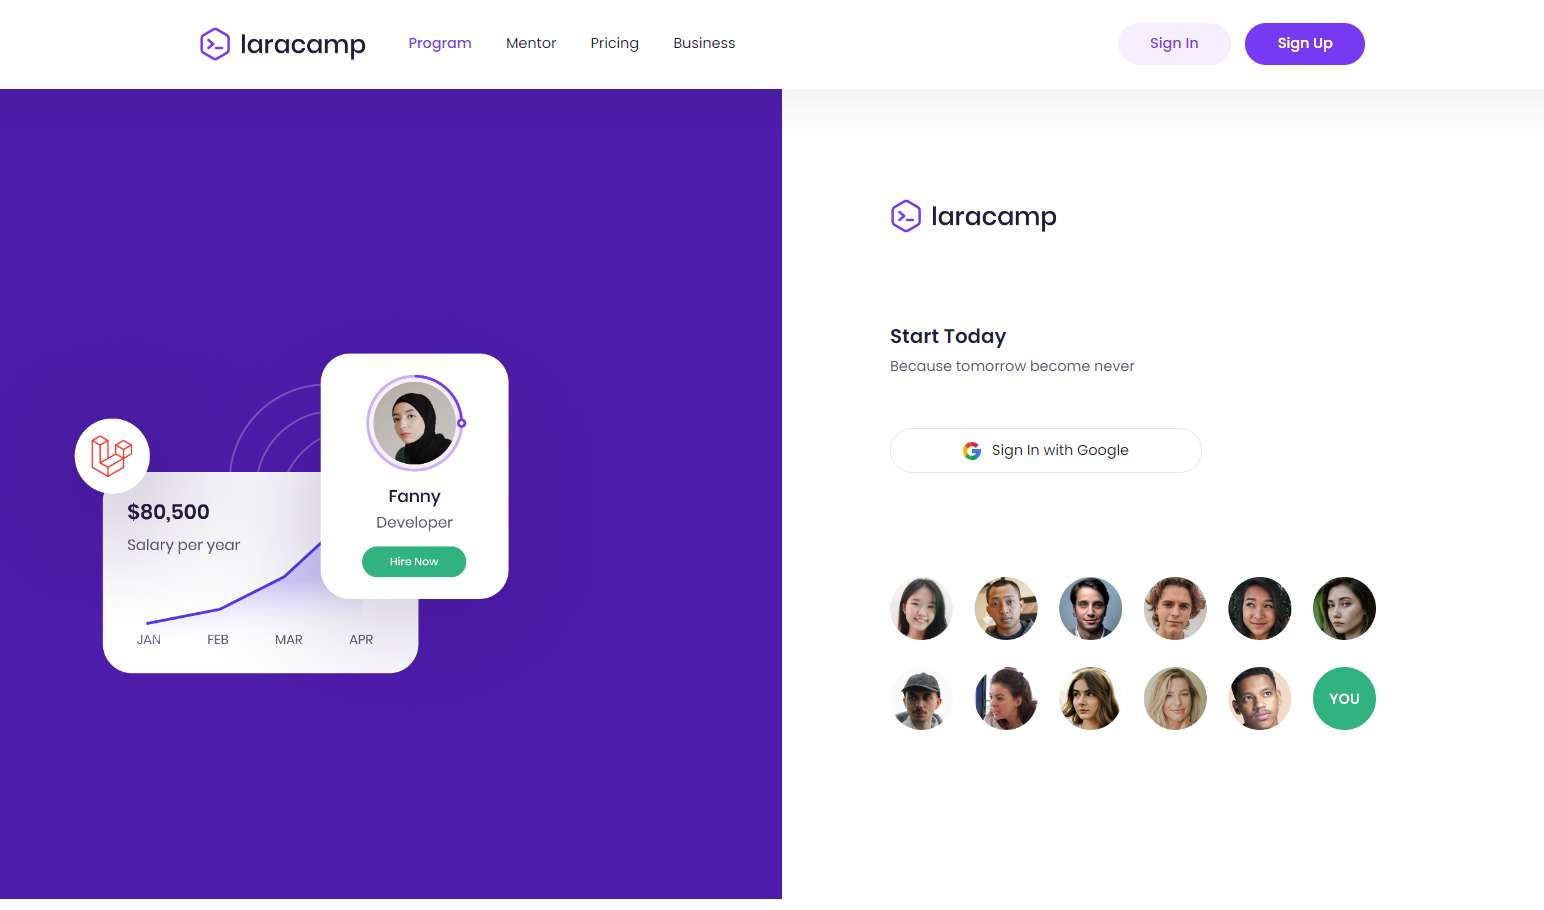 laracamp
Program
Mentor
Pricing
Business
Sign In
Sign Up
$80,500
Salary per year
JAN
FEB
MAR
APR
Fanny
Developer
Hire Now
laracamp
Start Today
Because tomorrow become never
Sign In with Google
YOU